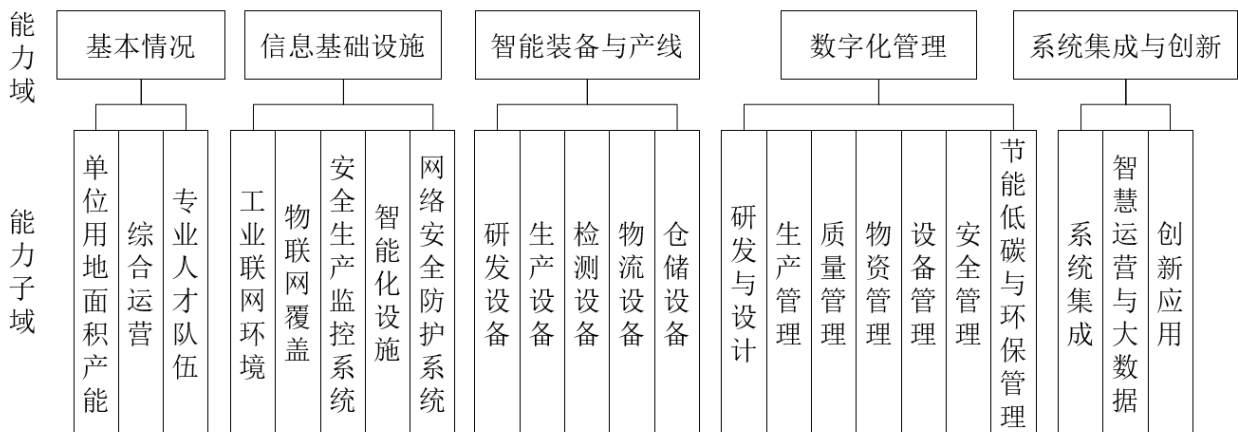 能力域
基本情况
信息基础设施
智能装备与产线
数字化管理
系统集成与创新
能力子域
单位用地面积产能
综合运营
专业人才队伍
工业联网环境
物联网覆盖
安全生产监控系统
智能化设施
网络安全防护系统
研发设备
生产设备
检测设备
物流设备
仓储设备
研发与设计
生产管理
质量管理
物资管理
设备管理
安全管理
节能低碳与环保管理
系统集成
智慧运营与大数据
创新应用